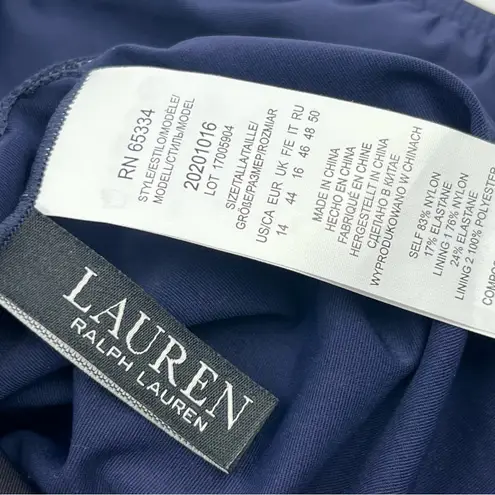 RN 65334
STYLE/ESTILO/MODÈLE/
MODELL/СТИЛЬ/MODEL
20201016
LOT 17005904
SIZE/TALLA/TAILLE/
GRÖßE/РАЗМЕР/ROZMIAR
US/CA EUR UK F/E IT RU
14 44 16 46 48 50
MADE IN CHINA
HECHO EN CHINA
FABRIQUÉ EN CHINE
HERGESTELLT IN CHINA
СДЕЛАНО В КИТАЕ
WYPRODUKOWANO W CHINACH
SELF 83% NYLON
17% ELASTANE
LINING 1 76% NYLON
24% ELASTANE
LINING 2 100% POLY
LAUREN
RALPH LAUREN